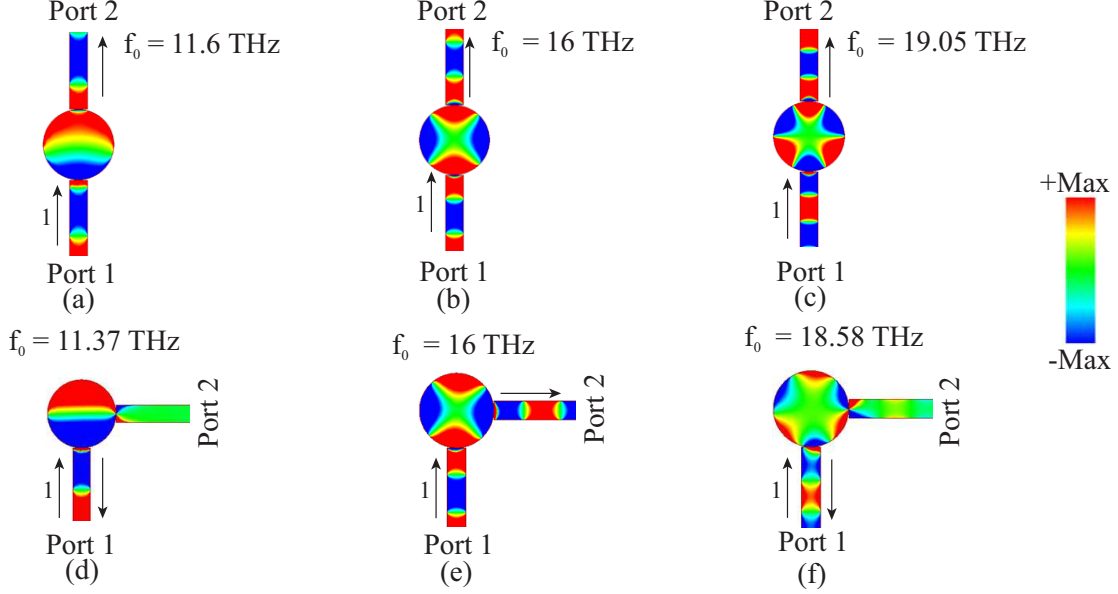 Port 2
f₀ = 11.6 THz
1
Port 1
(a)
Port 2
f₀ = 16 THz
1
Port 1
(b)
Port 2
f₀ = 19.05 THz
1
Port 1
(c)
+Max
-Max
f₀ = 11.37 THz
Port 2
1
Port 1
(d)
f₀ = 16 THz
Port 2
1
Port 1
(e)
f₀ = 18.58 THz
Port 2
1
Port 1
(f)